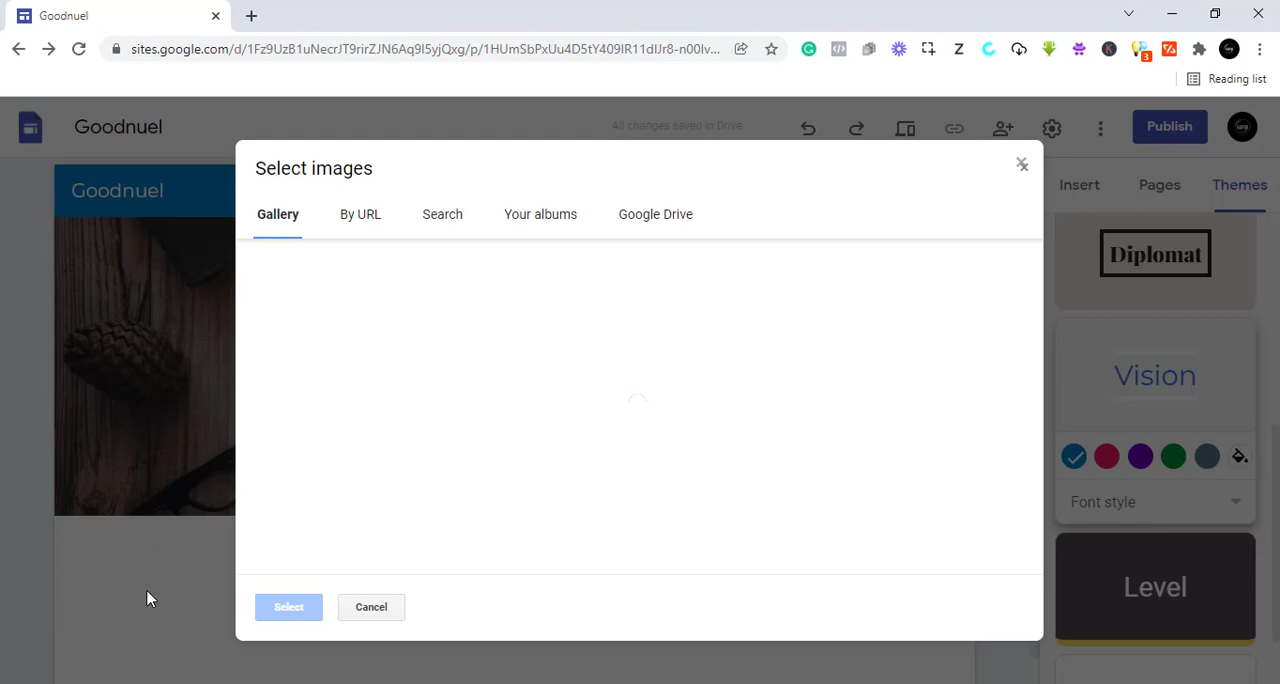 Goodnuel
sites.google.com/d/1Fz9UzB1uNecrJT9rirZJN6Aq9I5yjQxg/p/1HUmSbPxUu4D5tY409IR11dIJr8-n00lv...
3
Reading list
Goodnuel
All changes saved in Drive
Publish
Goodnuel
Select images
Gallery
By URL
Search
Your albums
Google Drive
Select
Cancel
Insert
Pages
Themes
Diplomat
Vision
Font style
Level